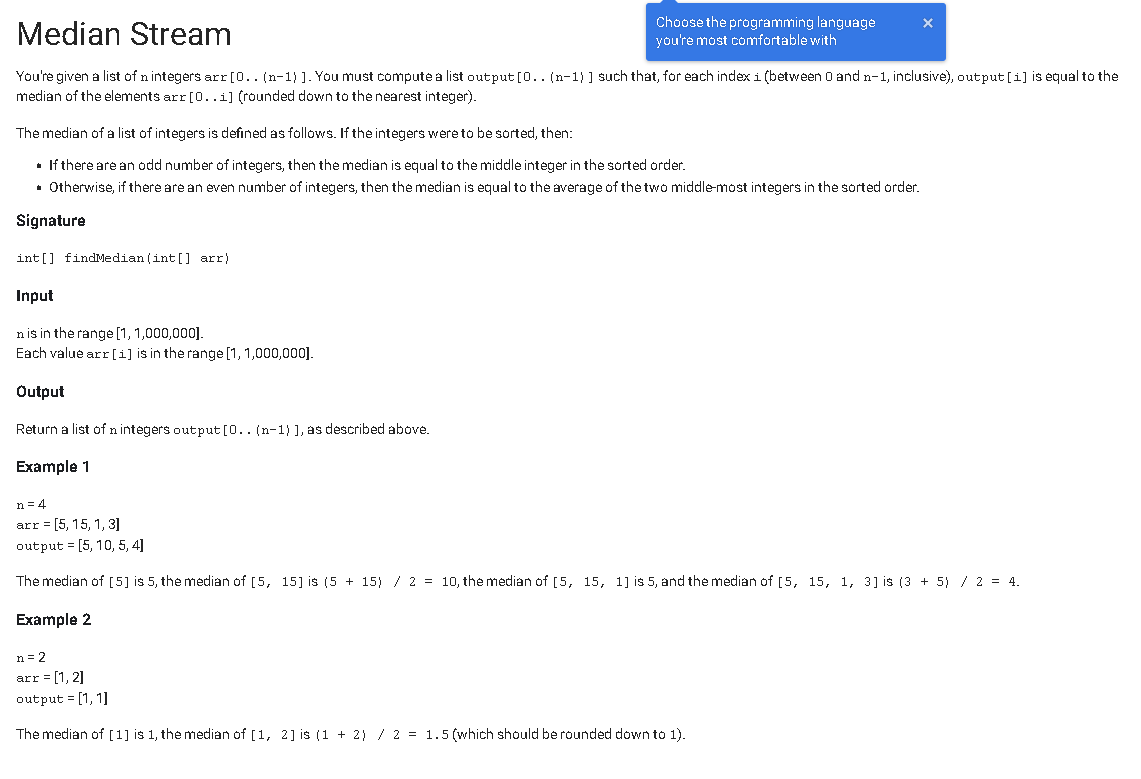 Median Stream
Choose the programming language
you're most comfortable with
×
You're given a list of n integers arr[0..(n-1)]. You must compute a list output[0..(n-1)] such that, for each index i (between 0 and n-1, inclusive), output[i] is equal to the
median of the elements arr[0..i] (rounded down to the nearest integer).
The median of a list of integers is defined as follows. If the integers were to be sorted, then:
• If there are an odd number of integers, then the median is equal to the middle integer in the sorted order.
• Otherwise, if there are an even number of integers, then the median is equal to the average of the two middle-most integers in the sorted order.
Signature
int[] findMedian(int[] arr)
Input
n is in the range [1, 1,000,000].
Each value arr[i] is in the range [1, 1,000,000].
Output
Return a list of n integers output[0..(n-1)], as described above.
Example 1
n = 4
arr = [5, 15, 1, 3]
output = [5, 10, 5, 4]
The median of [5] is 5, the median of [5, 15] is (5 + 15) / 2 = 10, the median of [5, 15, 1] is 5, and the median of [5, 15, 1, 3] is (3 + 5) / 2 = 4.
Example 2
n = 2
arr = [1, 2]
output = [1, 1]
The median of [1] is 1, the median of [1, 2] is (1 + 2) / 2 = 1.5 (which should be rounded down to 1).